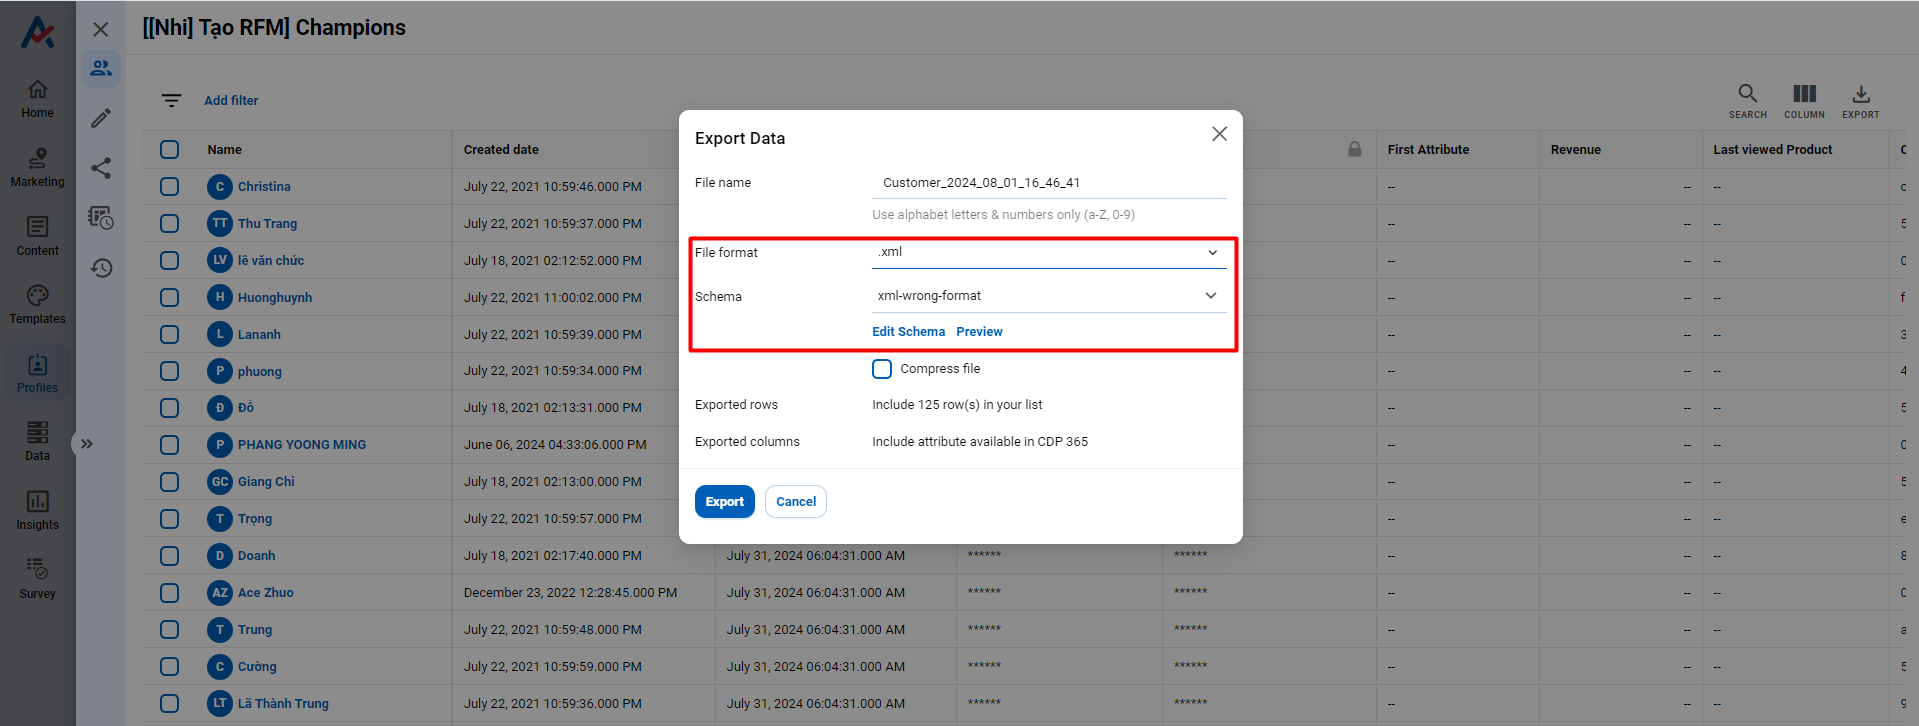 [[Nhi] Tạo RFM] Champions
Home
Marketing
Content
Templates
Profiles
Data
Insights
Survey
Add filter
SEARCH COLUMN EXPORT
Name Created date First Attribute Revenue Last viewed Product
C Christina July 22, 2021 10:59:46.000 PM -- -- --
TT Thu Trang July 22, 2021 10:59:37.000 PM -- -- -- 5
LV lê văn chức July 18, 2021 02:12:52.000 PM -- -- --
H Huonghuynh July 22, 2021 11:00:02.000 PM -- -- -- f
L Lananh July 22, 2021 10:59:39.000 PM -- -- -- 3
P phuong July 22, 2021 10:59:34.000 PM -- -- -- 4
Đ Đỗ July 18, 2021 02:13:31.000 PM -- -- -- 5
P PHANG YOONG MING June 06, 2024 04:33:06.000 PM -- -- --
GC Giang Chi July 18, 2021 02:13:00.000 PM -- -- -- 5
T Trọng July 22, 2021 10:59:57.000 PM -- -- -- e
D Doanh July 18, 2021 02:17:40.000 PM July 31, 2024 06:04:31.000 AM ****** ****** -- -- -- 8
AZ Ace Zhuo December 23, 2022 12:28:45.000 PM July 31, 2024 06:04:31.000 AM ****** ****** -- -- --
T Trung July 22, 2021 10:59:48.000 PM July 31, 2024 06:04:31.000 AM ****** ****** -- -- -- a
C Cường July 22, 2021 10:59:59.000 PM July 31, 2024 06:04:31.000 AM ****** ****** -- -- -- 5
LT Lã Thành Trung July 22, 2021 10:59:36.000 PM July 31, 2024 06:04:31.000 AM ****** ****** -- -- -- 9
Export Data
File name Customer_2024_08_01_16_46_41
Use alphabet letters & numbers only (a-Z, 0-9)
File format .xml
Schema xml-wrong-format
Edit Schema Preview
Compress file
Exported rows Include 125 row(s) in your list
Exported columns Include attribute available in CDP 365
Export Cancel